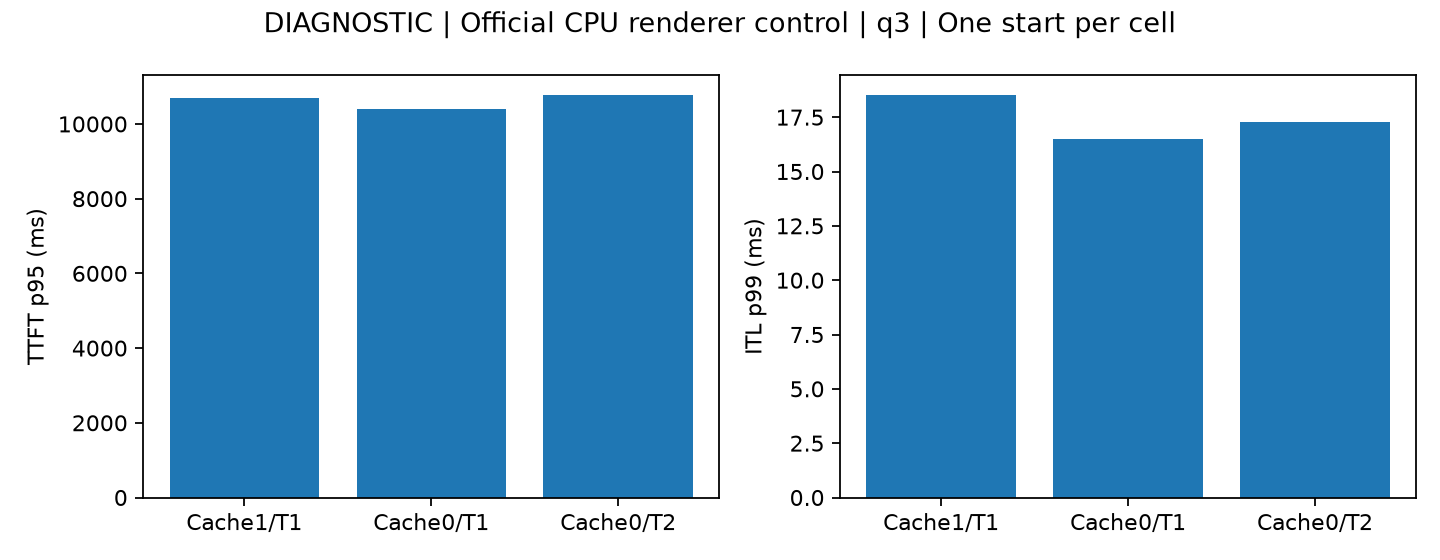 DIAGNOSTIC | Official CPU renderer control | q3 | One start per cell
TTFT p95 (ms)
10000
8000
6000
4000
2000
0
Cache1/T1
Cache0/T1
Cache0/T2
ITL p99 (ms)
17.5
15.0
12.5
10.0
7.5
5.0
2.5
0.0
Cache1/T1
Cache0/T1
Cache0/T2